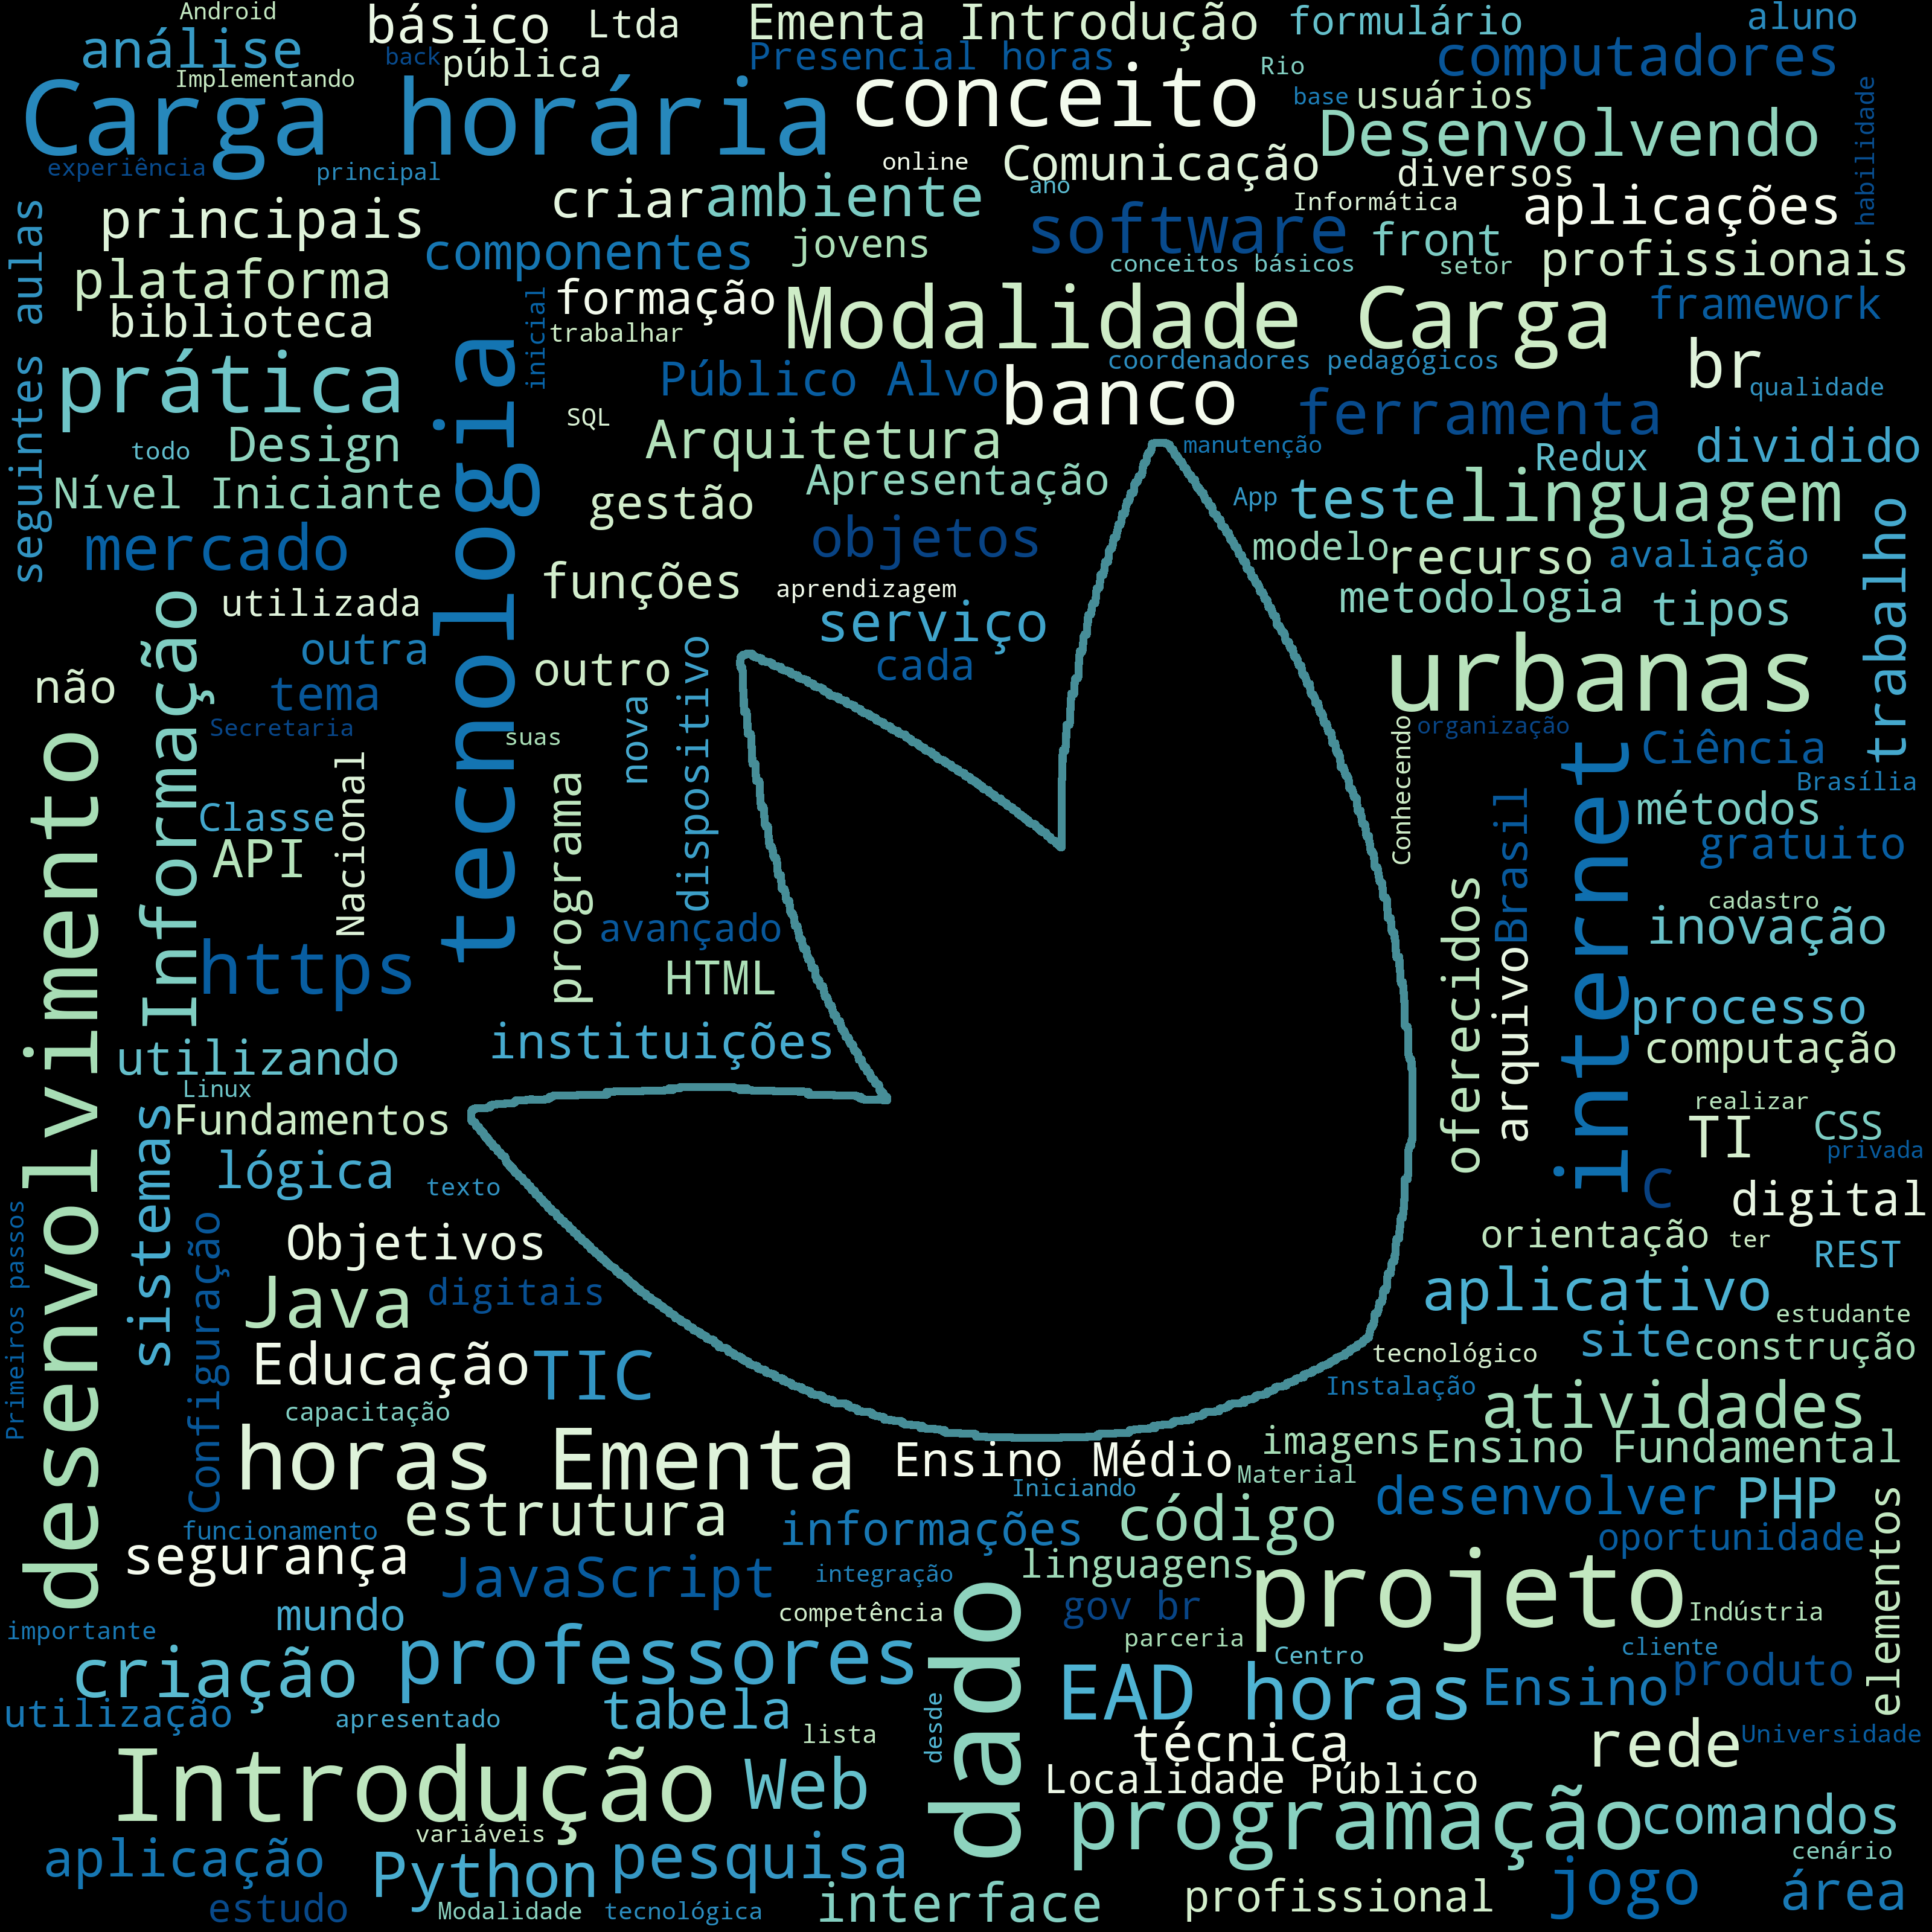 Android
análise
Implementando
básico
back
Ltda
pública
Ementa Introdução
Presencial horas
formulário
aluno
computadores
Rio
base
usuários
Carga horária
conceito
Desenvolvendo
habilidade
experiência
principal
online
Comunicação
diversos
ano
Informática
criar
ambiente
software
aplicações
seguintes aulas
principais
componentes
jovens
front
conceitos básicos
setor
profissionais
plataforma
biblioteca
inicial
formação
trabalhar
Modalidade Carga
framework
prática
tecnologia
Público Alvo
coordenadores pedagógicos
banco
br
qualidade
ferramenta
SQL
todo
Design
Arquitetura
manutenção
Redux
dividido
Nível Iniciante
gestão
Apresentação
App
teste
linguagem
mercado
objetos
modelo
recurso
avaliação
trabalho
funções
aprendizagem
metodologia
tipos
utilizada
Informação
serviço
outra
outro
cada
urbanas
não
tema
dispositivo
nova
Secretaria
suas
Conhecendo
organização
internet
Ciência
desenvolvimento
Nacional
programa
Brasília
Brasil
métodos
Classe
API
gratuito
avançado
oferecidos
cadastro
inovação
https
HTML
arquivo
processo
instituições
computação
utilizando
Linux
realizar
Fundamentos
TI
CSS
privada
sistemas
lógica
texto
C
digital
Primeiros passos
Configuração
Objetivos
orientação
ter
REST
Java
digitais
aplicativo
estudante
site
construção
Educação
TIC
tecnológico
Instalação
capacitação
atividades
horas Ementa
Ensino Médio
imagens
Ensino Fundamental
Iniciando
Material
estrutura
desenvolver
PHP
elementos
funcionamento
informações
código
oportunidade
segurança
JavaScript
integração
linguagens
mundo
competência
dado
gov br
projeto
Indústria
importante
parceria
Centro
cliente
criação
professores
EAD horas
Ensino
produto
utilização
apresentado
tabela
lista
desde
técnica
rede
Universidade
Introdução
Web
Localidade Público
programação
comandos
variáveis
aplicação
Python
pesquisa
cenário
estudo
Modalidade
tecnológica
interface
profissional
jogo
área